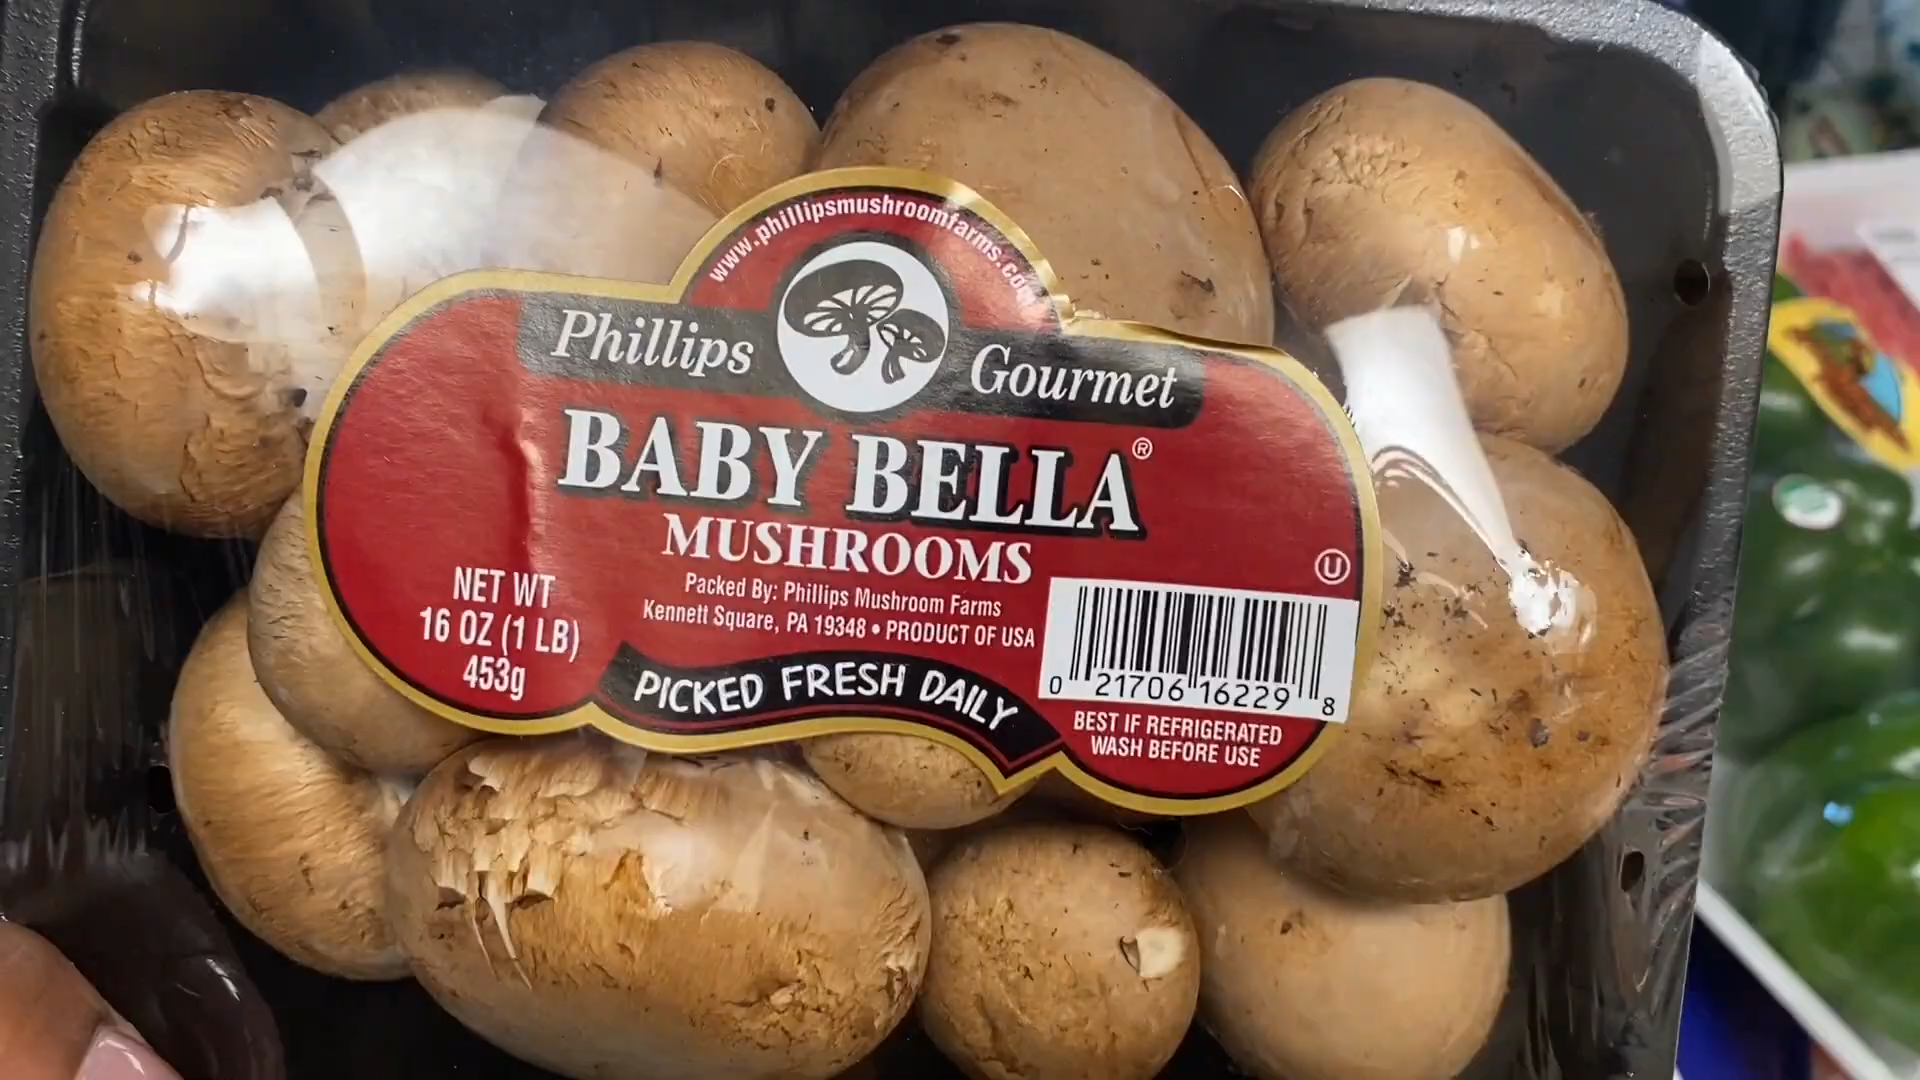 www.phillipsmushroomfarms.com
Phillips Gourmet
BABY BELLA®
MUSHROOMS
Packed By: Phillips Mushroom Farms
Kennett Square, PA 19348 • PRODUCT OF USA
NET WT
16 OZ (1 LB)
453g
PICKED FRESH DAILY
U
0 21706 16229 8
BEST IF REFRIGERATED
WASH BEFORE USE